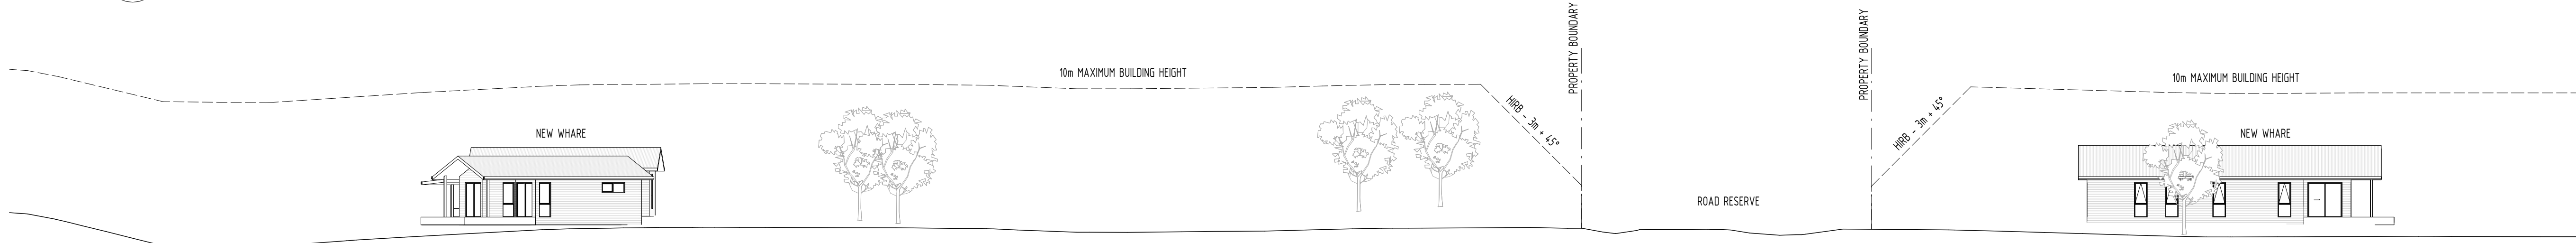 NEW WHARE
10m MAXIMUM BUILDING HEIGHT
HIRB - 3m + 45°
PROPERTY BOUNDARY
ROAD RESERVE
PROPERTY BOUNDARY
HIRB - 3m + 45°
10m MAXIMUM BUILDING HEIGHT
NEW WHARE